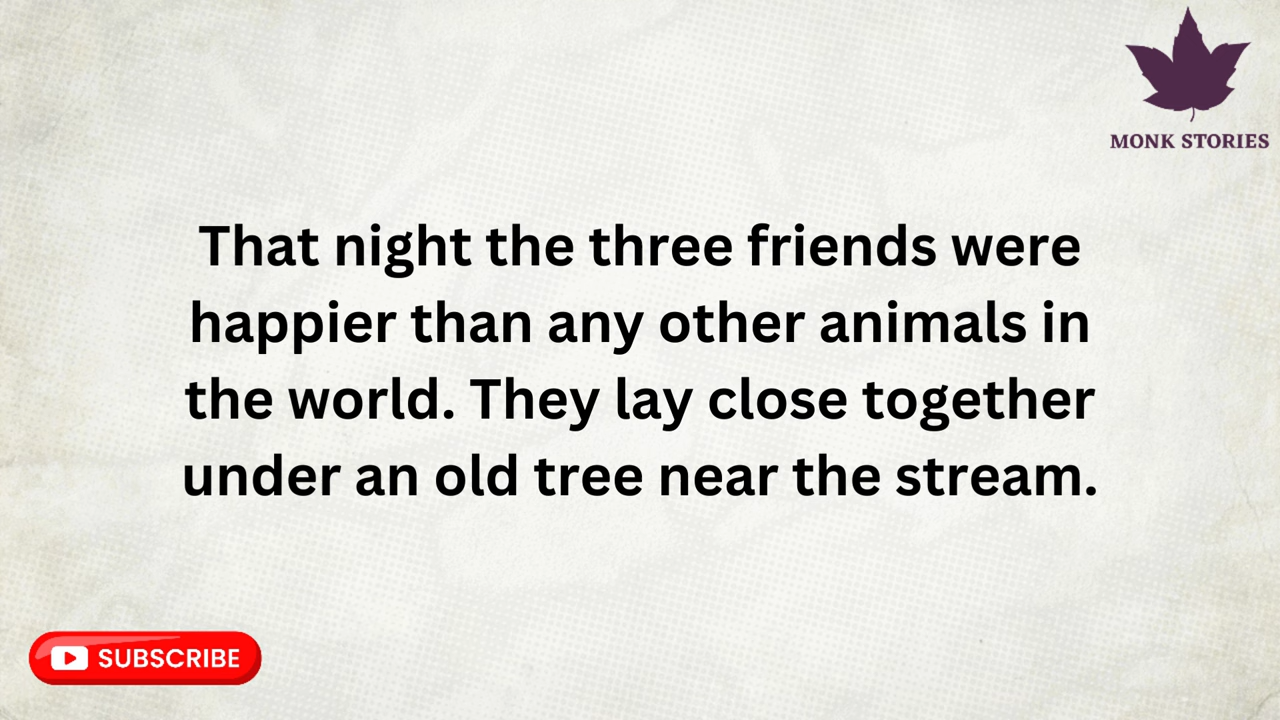 MONK STORIES
That night the three friends were
happier than any other animals in
the world. They lay close together
under an old tree near the stream.
SUBSCRIBE